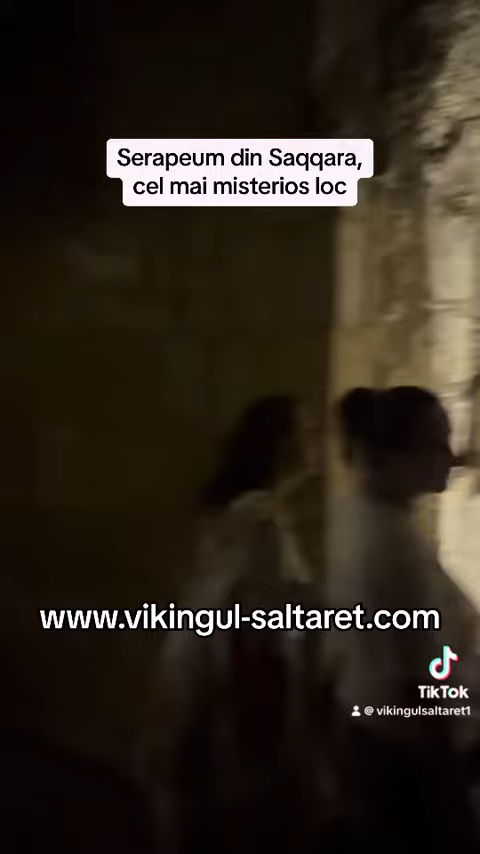 Serapeum din Saqqara,
cel mai misterios loc
www.vikingul-saltaret.com
TikTok
@ vikingulsaltaret1